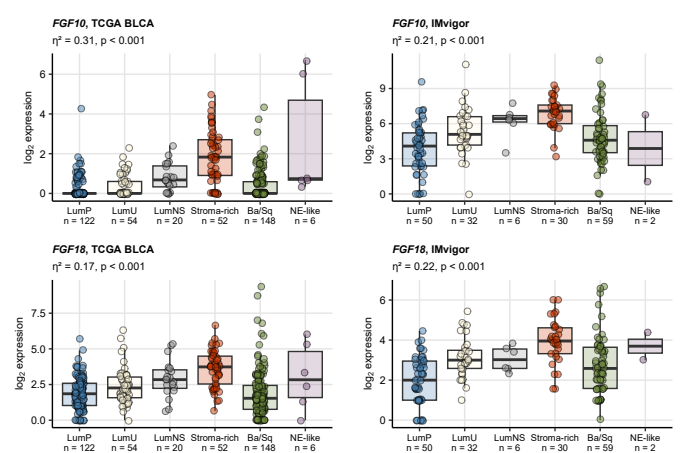 FGF10, TCGA BLCA
η² = 0.31, p < 0.001
log₂ expression
6
4
2
0
LumP LumU LumNS Stroma-rich Ba/Sq NE-like
n = 122 n = 54 n = 20 n = 52 n = 148 n = 6
FGF10, IMvigor
η² = 0.21, p < 0.001
log₂ expression
9
6
3
0
LumP LumU LumNS Stroma-rich Ba/Sq NE-like
n = 50 n = 32 n = 6 n = 30 n = 59 n = 2
FGF18, TCGA BLCA
η² = 0.17, p < 0.001
log₂ expression
7.5
5.0
2.5
0.0
LumP LumU LumNS Stroma-rich Ba/Sq NE-like
n = 122 n = 54 n = 20 n = 52 n = 148 n = 6
FGF18, IMvigor
η² = 0.22, p < 0.001
log₂ expression
6
4
2
0
LumP LumU LumNS Stroma-rich Ba/Sq NE-like
n = 50 n = 32 n = 6 n = 30 n = 59 n = 2